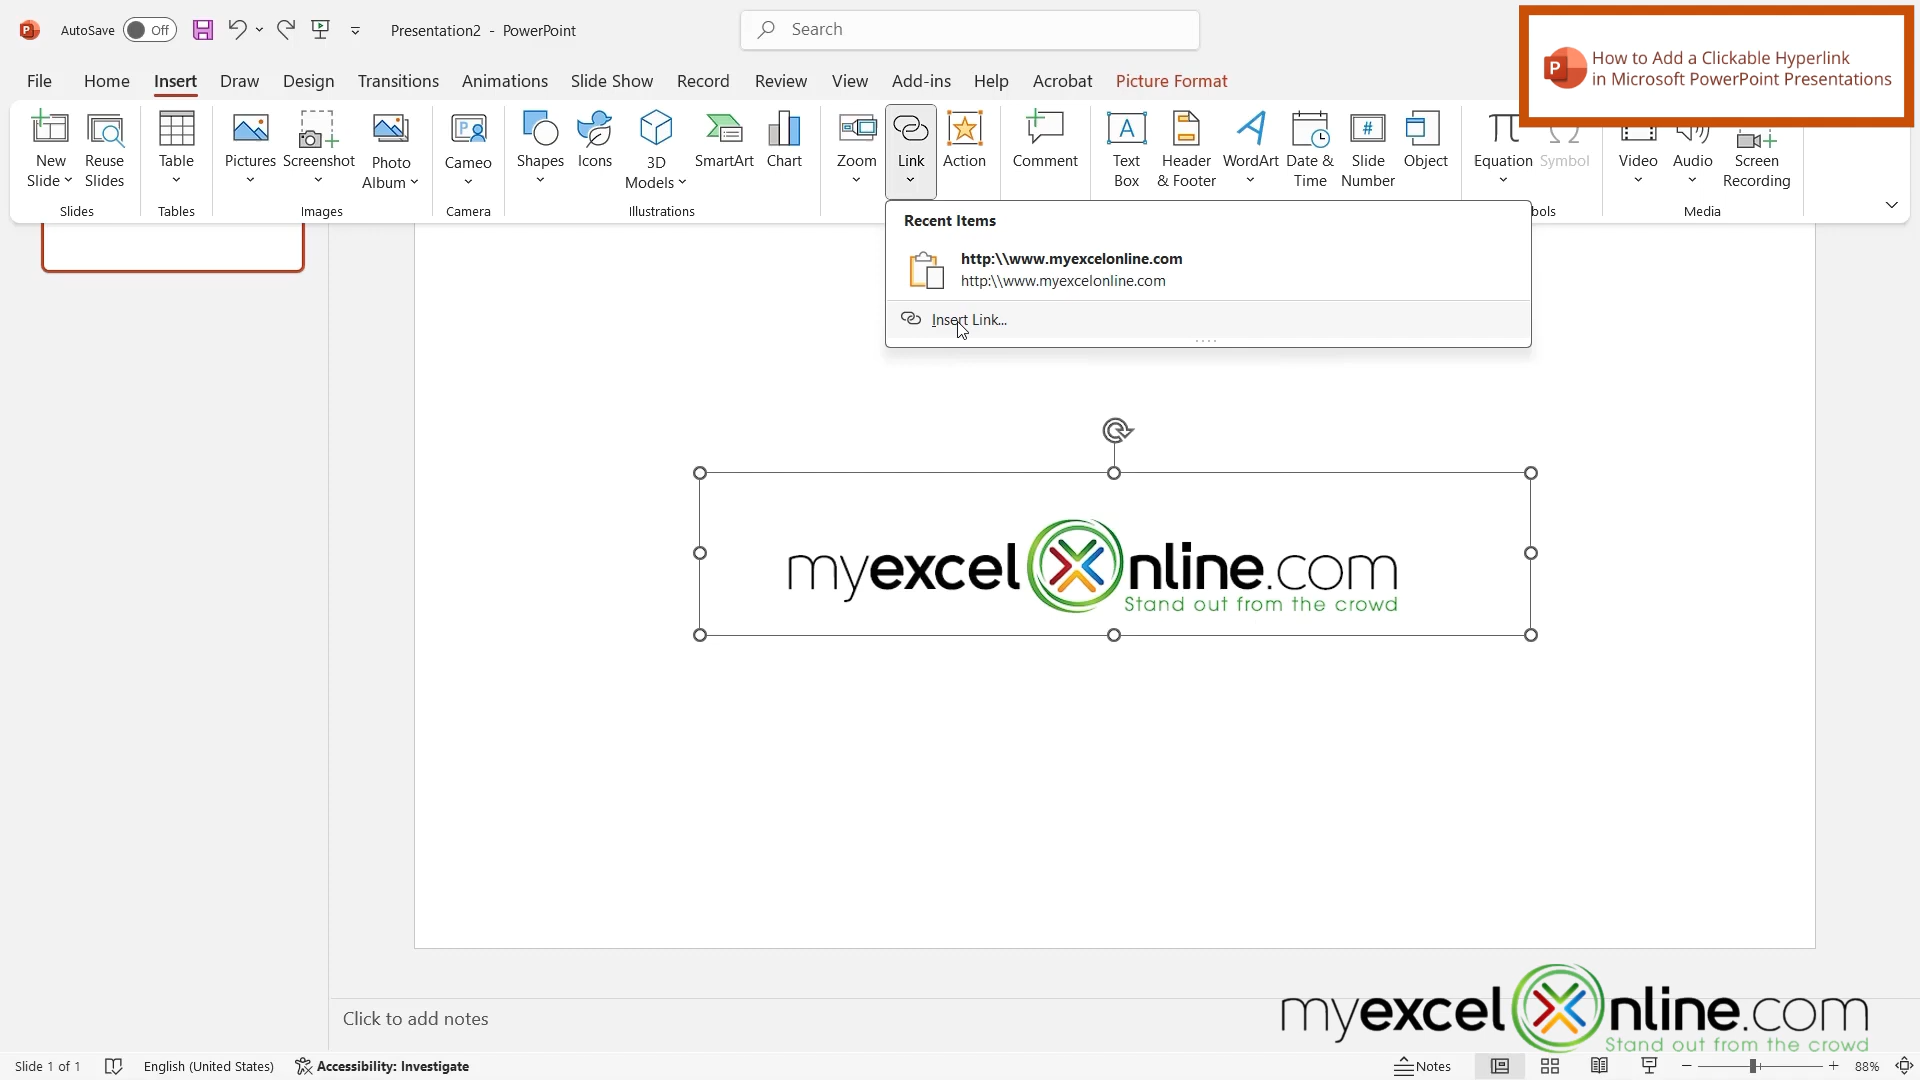 AutoSave Off Presentation2 - PowerPoint Search
How to Add a Clickable Hyperlink
in Microsoft PowerPoint Presentations
File Home Insert Draw Design Transitions Animations Slide Show Record Review View Add-ins Help Acrobat Picture Format
New Slide
Reuse Slides
Table
Pictures
Screenshot
Photo Album
Cameo
Shapes
Icons
3D Models
SmartArt
Chart
Zoom
Link
Action
Comment
Text Box
Header & Footer
WordArt
Date & Time
Slide Number
Object
Equation
Symbol
Video
Audio
Screen Recording
Slides Tables Images Camera Illustrations bols Media
Recent Items
http:\\www.myexcelonline.com
http:\\www.myexcelonline.com
Insert Link...
myexcelOnline.com
Stand out from the crowd
Click to add notes
myexcelOnline.com
Stand out from the crowd
Slide 1 of 1 English (United States) Accessibility: Investigate Notes 88%